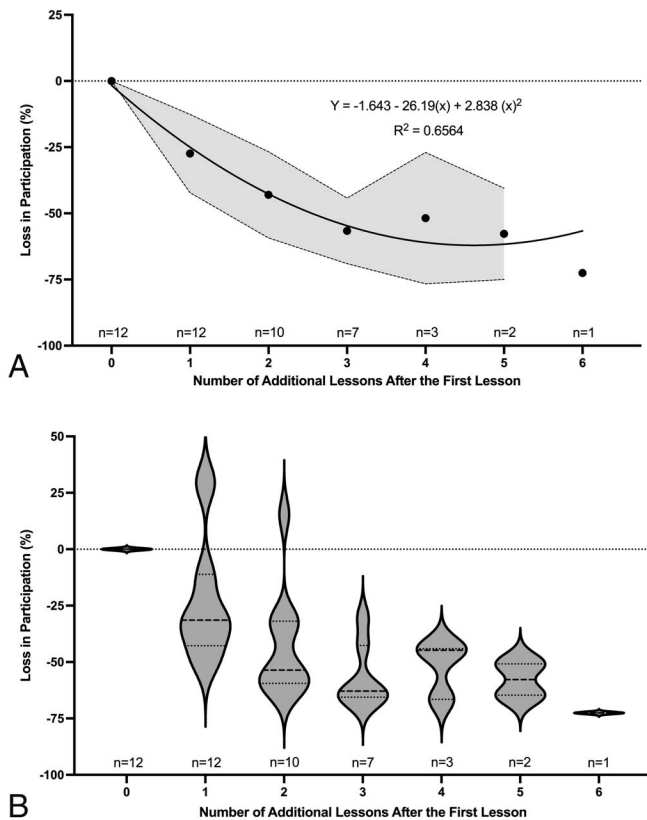 25
0
-25
-50
-75
-100
Loss in Participation (%)
Y = -1.643 - 26.19(x) + 2.838 (x)²
R² = 0.6564
n=12 n=12 n=10 n=7 n=3 n=2 n=1
0 1 2 3 4 5 6
Number of Additional Lessons After the First Lesson
A
50
25
0
-25
-50
-75
-100
Loss in Participation (%)
n=12 n=12 n=10 n=7 n=3 n=2 n=1
0 1 2 3 4 5 6
Number of Additional Lessons After the First Lesson
B